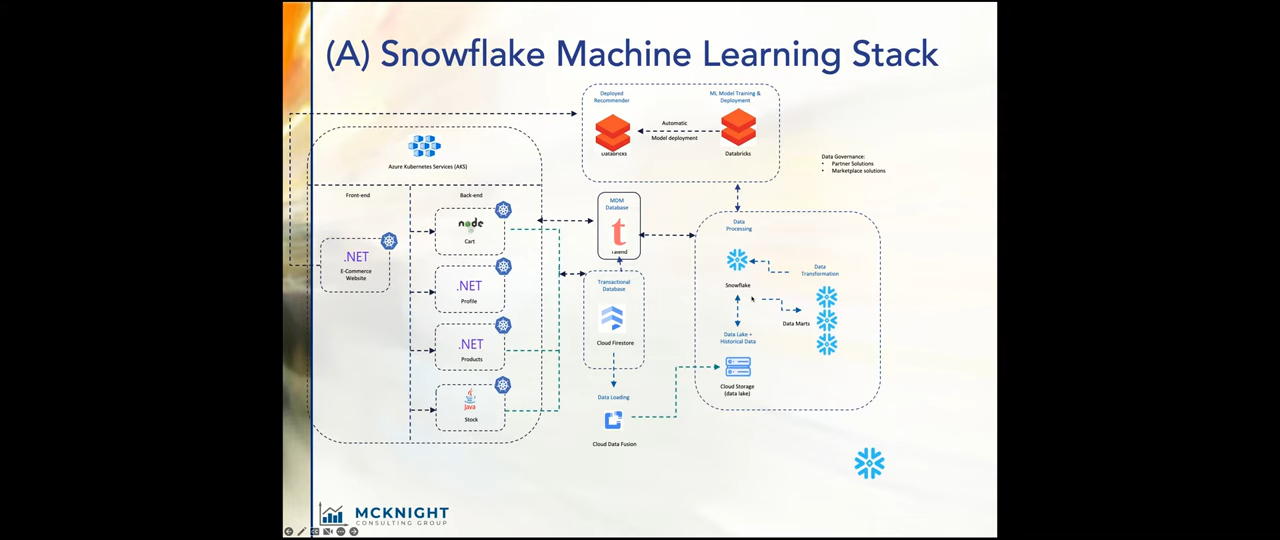 (A) Snowflake Machine Learning Stack
Deployed
Recommender
ML Model Training &
Deployment
Automatic
Model deployment
Databricks
Databricks
Azure Kubernetes Services (AKS)
Data Governance:
• Partner Solutions
• Marketplace solutions
Front-end
Back-end
MDM
Database
node
Cart
t
Data
Processing
.NET
E-Commerce
Website
Data
Transformation
.NET
Profile
Transactional
Database
Snowflake
Data Marts
.NET
Products
Cloud Firestore
Data Lake +
Historical Data
Cloud Storage
(data lake)
Java
Stock
Data Loading
Cloud Data Fusion
MCKNIGHT
CONSULTING GROUP